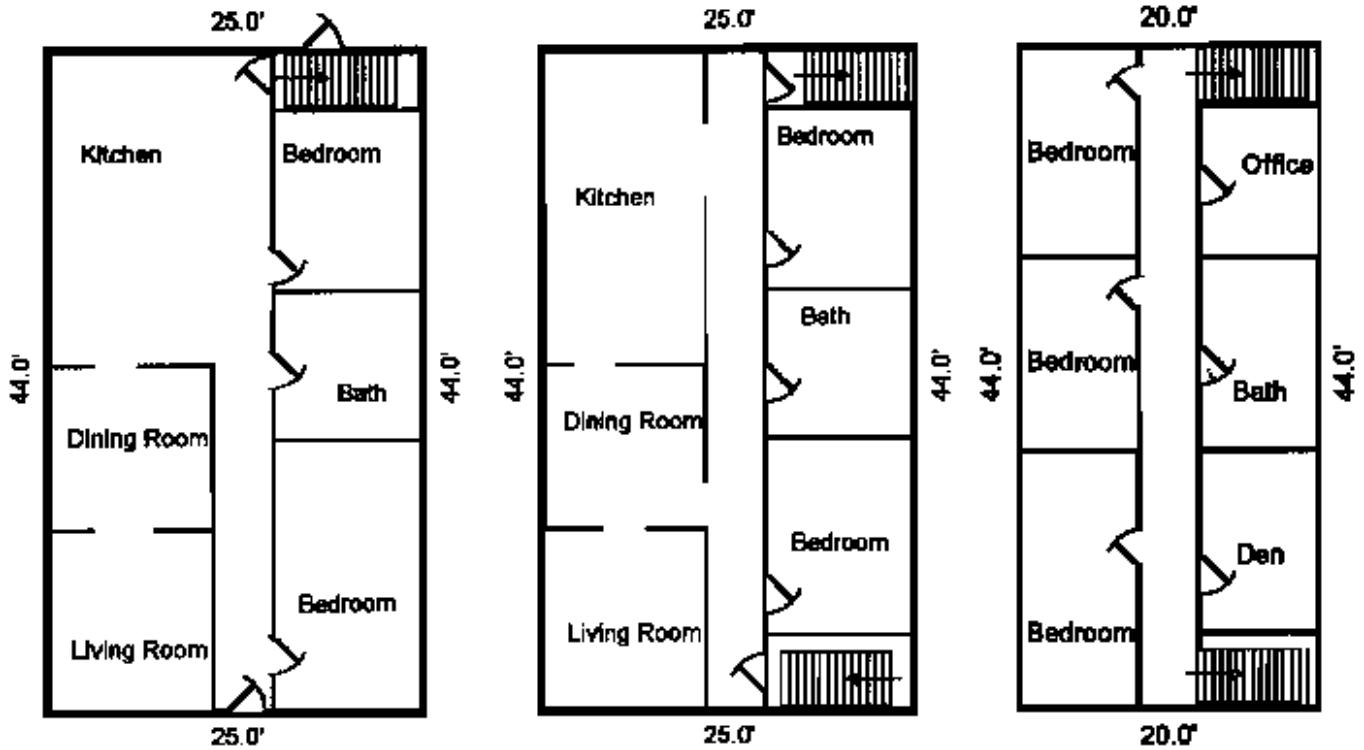 25.0'
Kitchen
Bedroom
44.0'
44.0'
Dining Room
Bath
Living Room
Bedroom
25.0'
25.0'
Kitchen
Bedroom
Bath
44.0'
44.0'
Dining Room
Bedroom
Living Room
25.0'
20.0'
Bedroom
Office
44.0'
44.0'
Bedroom
Bath
Den
Bedroom
20.0'